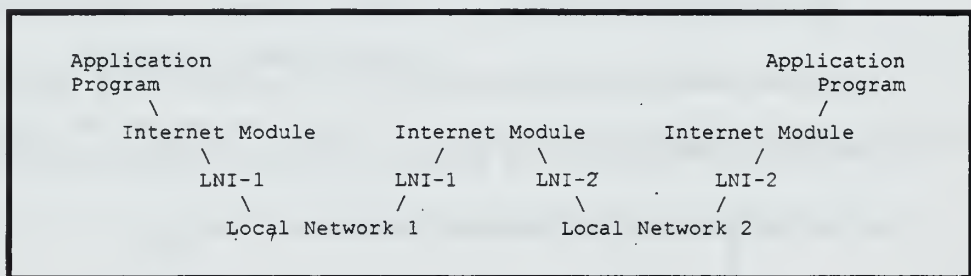 Application Application
Program Program
\ /
Internet Module Internet Module Internet Module
\ / \ /
LNI-1 LNI-1 LNI-2 LNI-2
\ / \ /
Local Network 1 Local Network 2